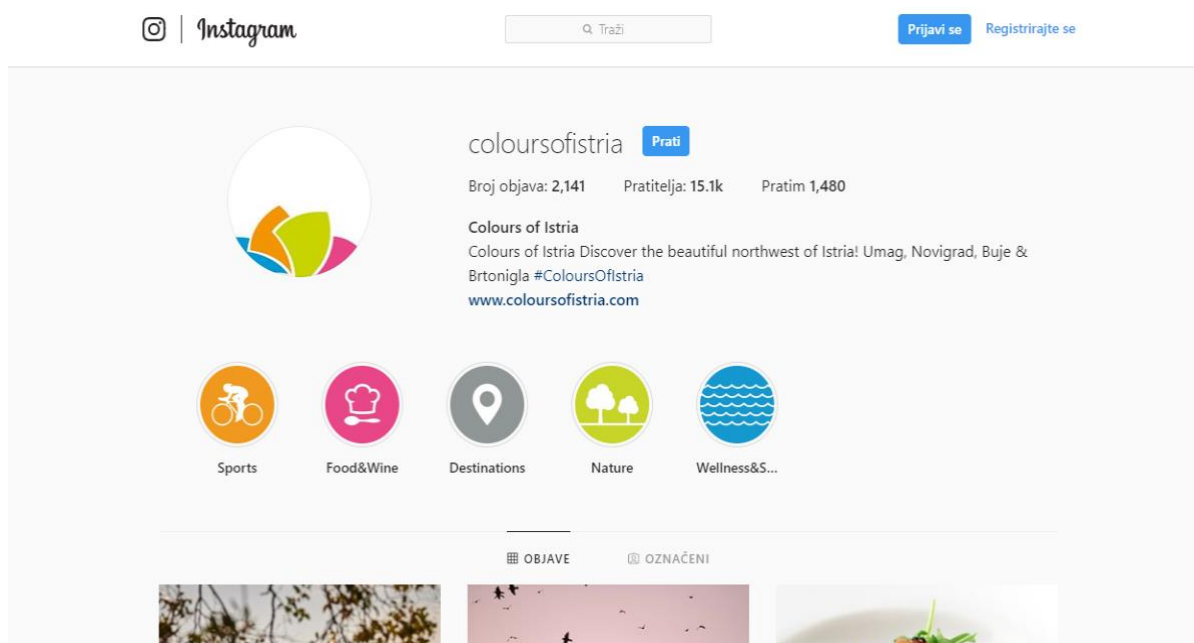 Instagram
Traži
Prijavi se
Registrirajte se
coloursofistria
Prati
Broj objava: 2,141 Pratitelja: 15.1k Pratim 1,480
Colours of Istria
Colours of Istria Discover the beautiful northwest of Istria! Umag, Novigrad, Buje &
Brtonigla #ColoursOfIstria
www.coloursofistria.com
Sports Food&Wine Destinations Nature Wellness&S...
OBJAVE OZNAČENI